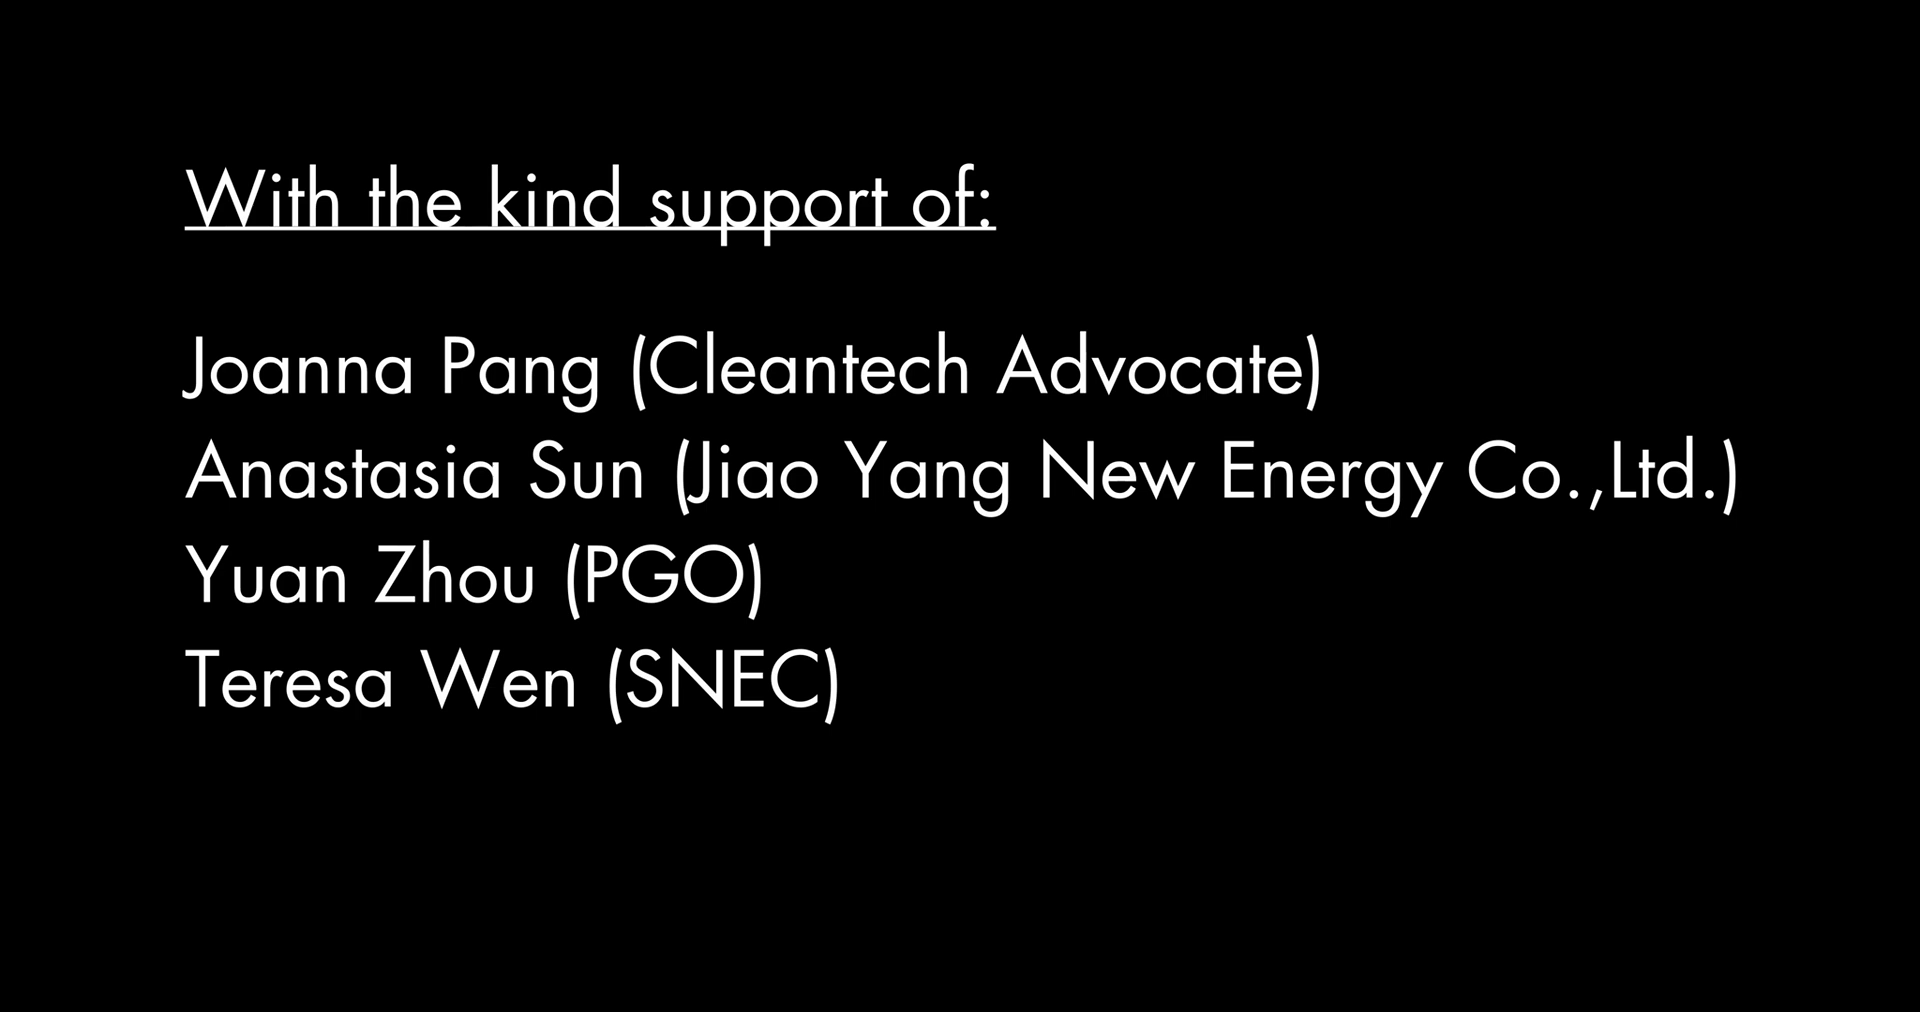 With the kind support of:
Joanna Pang (Cleantech Advocate)
Anastasia Sun (Jiao Yang New Energy Co.,Ltd.)
Yuan Zhou (PGO)
Teresa Wen (SNEC)